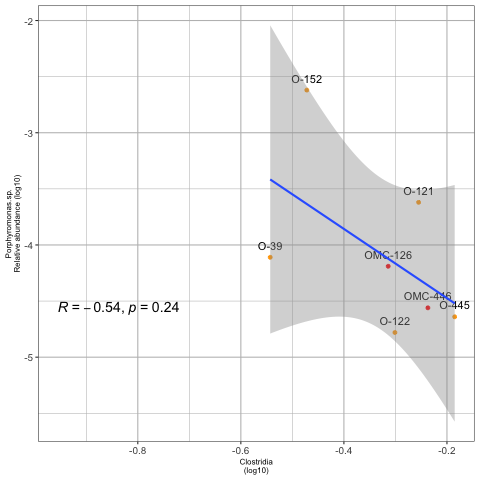 -2
-3
-4
-5
Porphyromonas.sp.
Relative abundance (log10)
O-152
O-121
O-39
OMC-126
OMC-446
O-445
O-122
R = −0.54, p = 0.24
-0.8
-0.6
-0.4
-0.2
Clostridia
(log10)